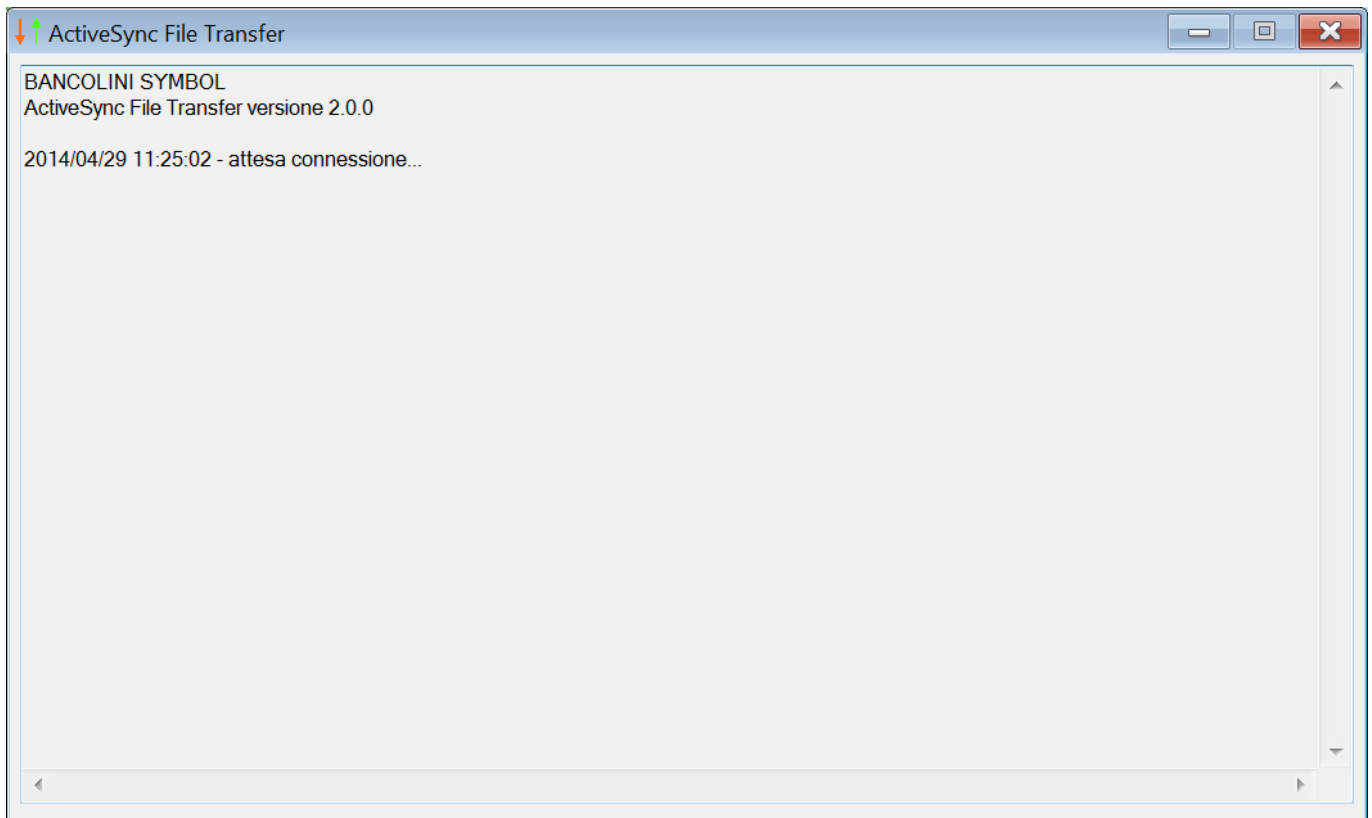 ActiveSync File Transfer
BANCOLINI SYMBOL
ActiveSync File Transfer versione 2.0.0
2014/04/29 11:25:02 - attesa connessione...